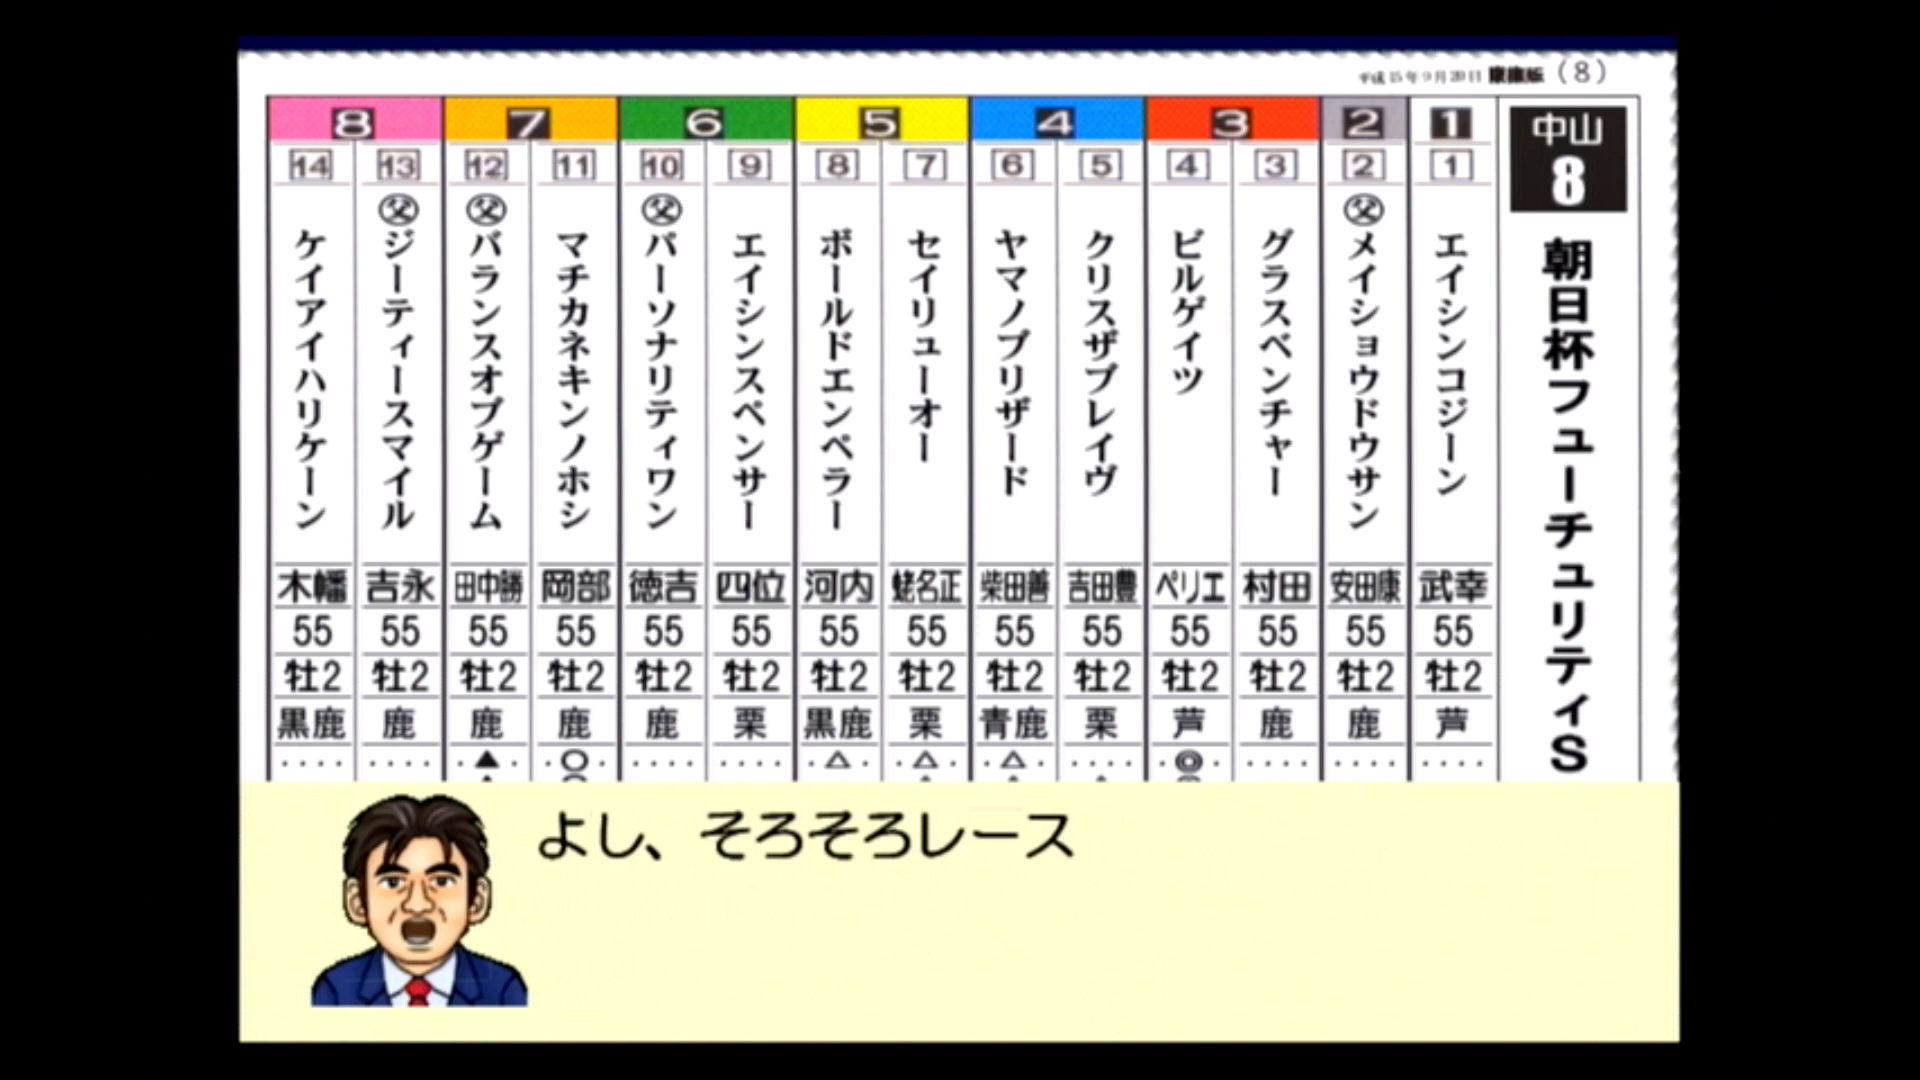 平成15年9月20日 (8)
中山
8
朝日杯フューチュリティS
1
1
エイシンコジーン
武幸
55
牡2
芦
2
2
父
メイショウドウサン
安田康
55
牡2
鹿
3
3
グラスベンチャー
村田
55
牡2
鹿
4
ビルゲイツ
ペリエ
55
牡2
芦
◎
4
5
クリスザブレイヴ
吉田豊
55
牡2
栗
6
ヤマノブリザード
柴田善
55
牡2
青鹿
△
5
7
セイリューオー
蛯名正
55
牡2
栗
△
8
ボールドエンペラー
河内
55
牡2
黒鹿
△
6
9
エイシンスペンサー
四位
55
牡2
栗
10
父
パーソナリティワン
徳吉
55
牡2
鹿
7
11
マチカネキンノホシ
岡部
55
牡2
鹿
○
12
父
バランスオブゲーム
田中勝
55
牡2
鹿
▲
8
13
父
ジーティースマイル
吉永
55
牡2
鹿
14
ケイアイハリケーン
木幡
55
牡2
黒鹿
よし、そろそろレース